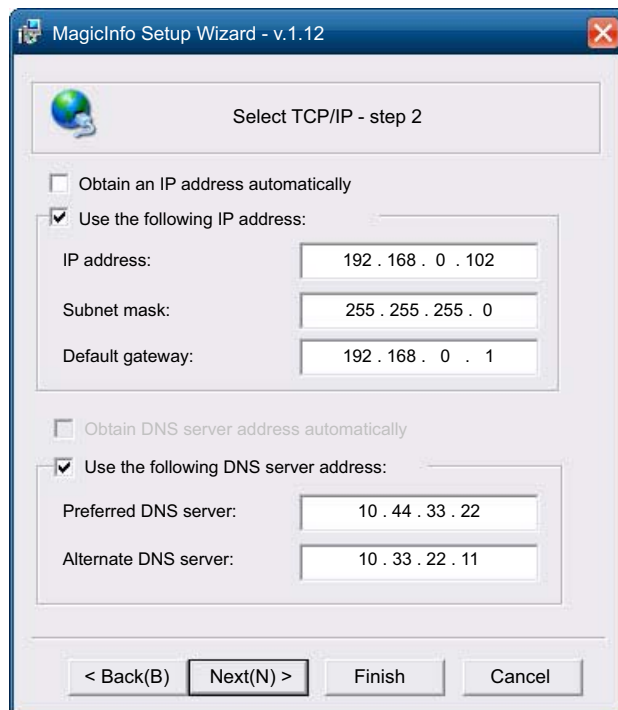 MagicInfo Setup Wizard - v.1.12
Select TCP/IP - step 2
Obtain an IP address automatically
Use the following IP address:
IP address: 192 . 168 . 0 . 102
Subnet mask: 255 . 255 . 255 . 0
Default gateway: 192 . 168 . 0 . 1
Obtain DNS server address automatically
Use the following DNS server address:
Preferred DNS server: 10 . 44 . 33 . 22
Alternate DNS server: 10 . 33 . 22 . 11
< Back(B) Next(N) > Finish Cancel